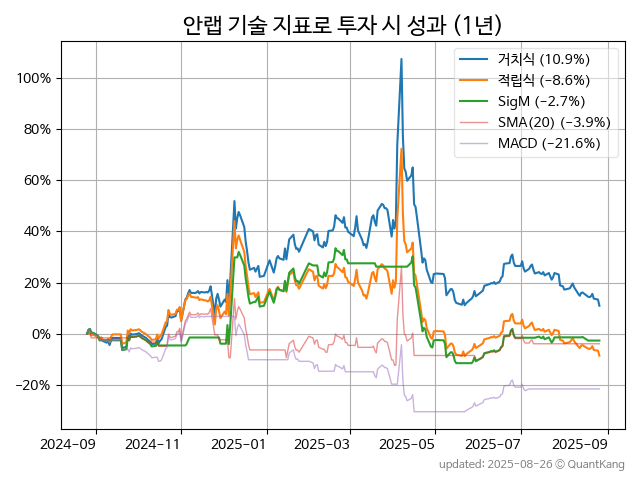 안랩 기술 지표로 투자 시 성과 (1년)
거치식 (10.9%)
적립식 (−8.6%)
SigM (−2.7%)
SMA(20) (−3.9%)
MACD (−21.6%)
100%
80%
60%
40%
20%
0%
−20%
2024-09 2024-11 2025-01 2025-03 2025-05 2025-07 2025-09
updated: 2025-08-26 © QuantKang